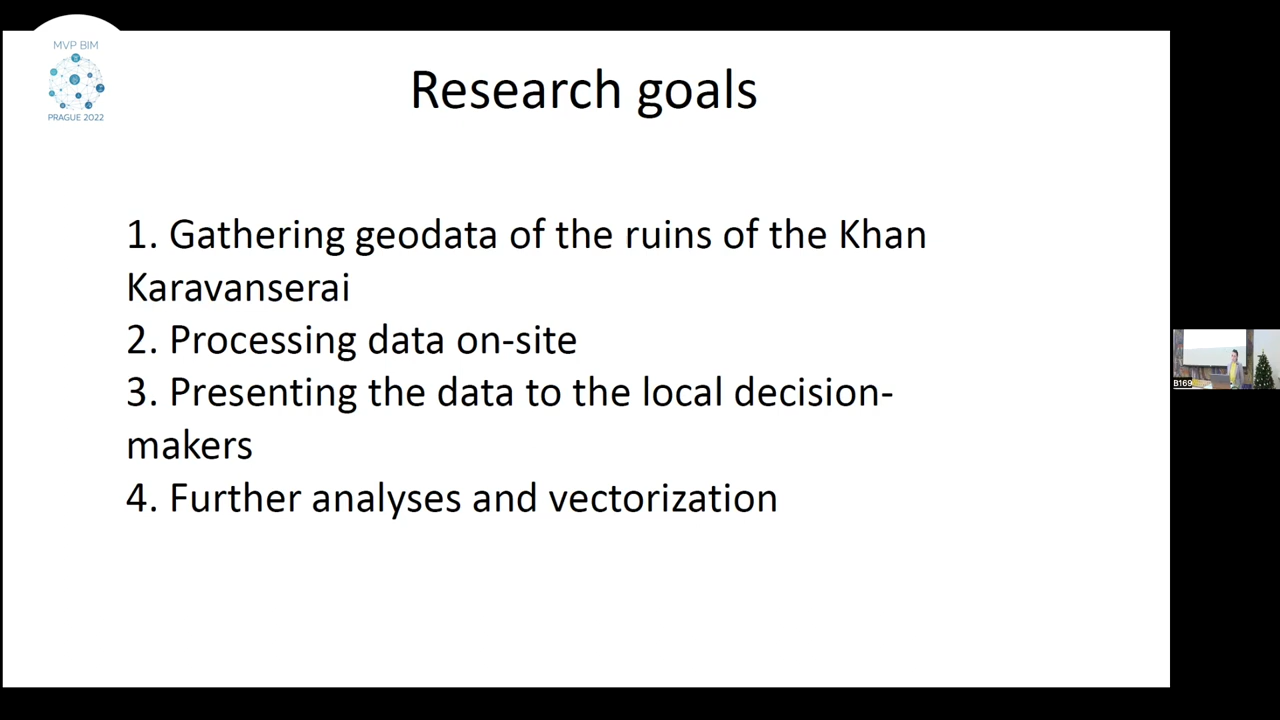 MVP BIM
PRAGUE 2022
Research goals
1. Gathering geodata of the ruins of the Khan
Karavanserai
2. Processing data on-site
3. Presenting the data to the local decision-
makers
4. Further analyses and vectorization
B169